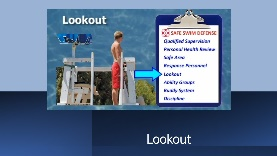 Lookout
SAFE SWIM DEFENSE
Qualified Supervision
Personal Health Review
Safe Area
Response Personnel
Lookout
Ability Groups
Buddy System
Discipline
Lookout